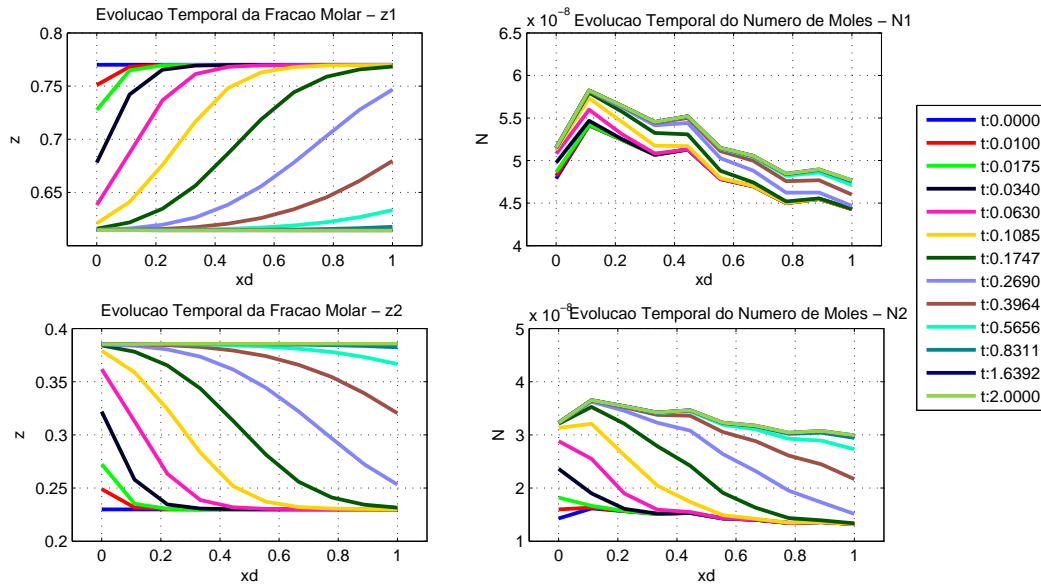 Evolucao Temporal da Fracao Molar − z1
0.8
0.75
0.7
0.65
z
0 0.2 0.4 0.6 0.8 1
xd
x 10−8 Evolucao Temporal do Numero de Moles − N1
6.5
6
5.5
5
4.5
4
N
0 0.2 0.4 0.6 0.8 1
xd
Evolucao Temporal da Fracao Molar − z2
0.4
0.35
0.3
0.25
0.2
z
0 0.2 0.4 0.6 0.8 1
xd
x 10−8 Evolucao Temporal do Numero de Moles − N2
5
4
3
2
1
N
0 0.2 0.4 0.6 0.8 1
xd
t:0.0000
t:0.0100
t:0.0175
t:0.0340
t:0.0630
t:0.1085
t:0.1747
t:0.2690
t:0.3964
t:0.5656
t:0.8311
t:1.6392
t:2.0000